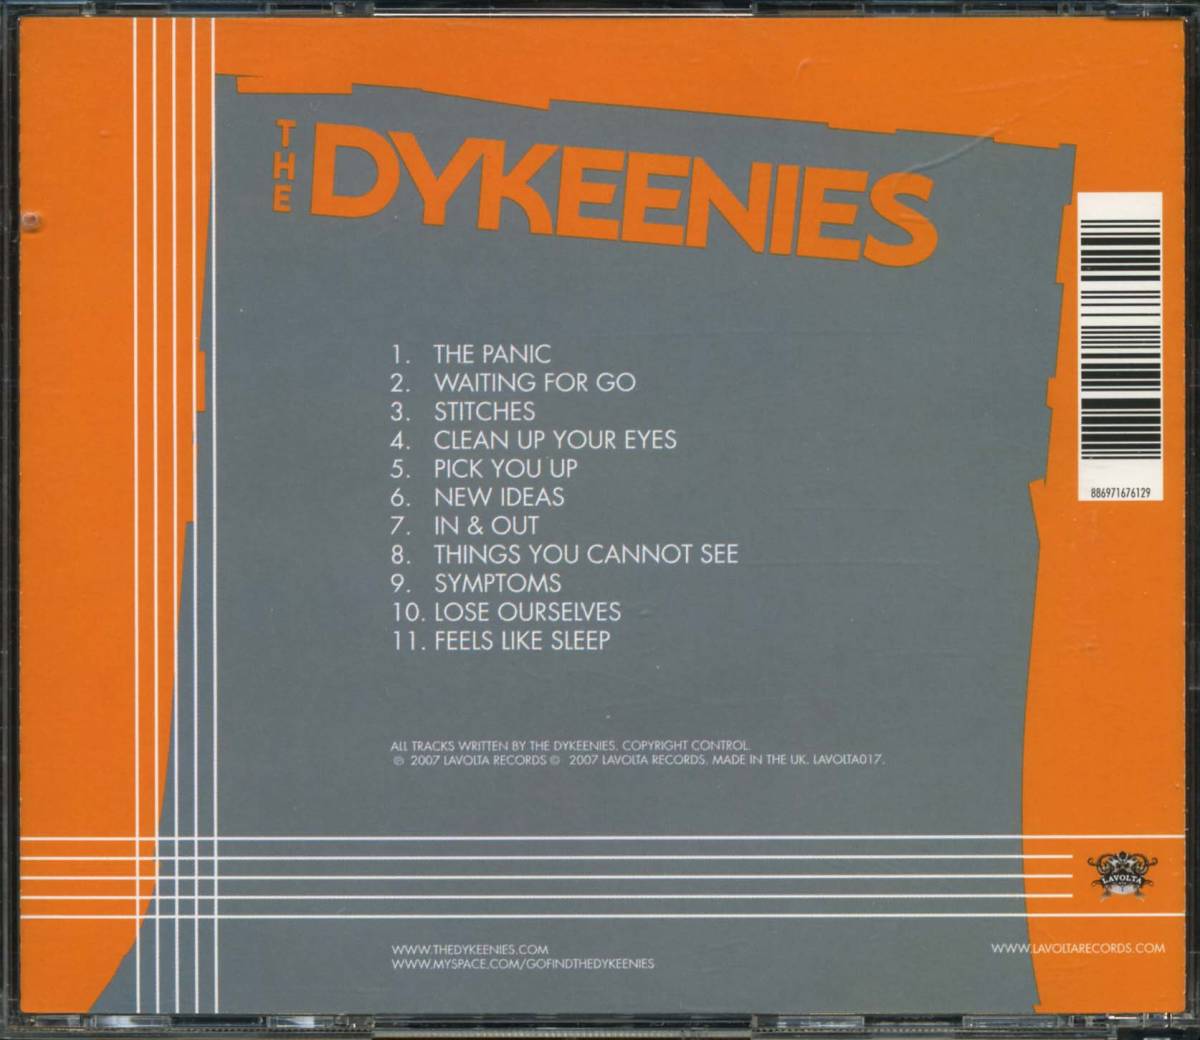 THE DYKEENIES
1. THE PANIC
2. WAITING FOR GO
3. STITCHES
4. CLEAN UP YOUR EYES
5. PICK YOU UP
6. NEW IDEAS
7. IN & OUT
8. THINGS YOU CANNOT SEE
9. SYMPTOMS
10. LOSE OURSELVES
11. FEELS LIKE SLEEP
886971676129
ALL TRACKS WRITTEN BY THE DYKEENIES. COPYRIGHT CONTROL.
℗ 2007 LAVOLTA RECORDS © 2007 LAVOLTA RECORDS. MADE IN THE UK. LAVOLTA017.
LAVOLTA
WWW.THEDYKEENIES.COM
WWW.MYSPACE.COM/GOFINDTHEDYKEENIES
WWW.LAVOLTARECORDS.COM